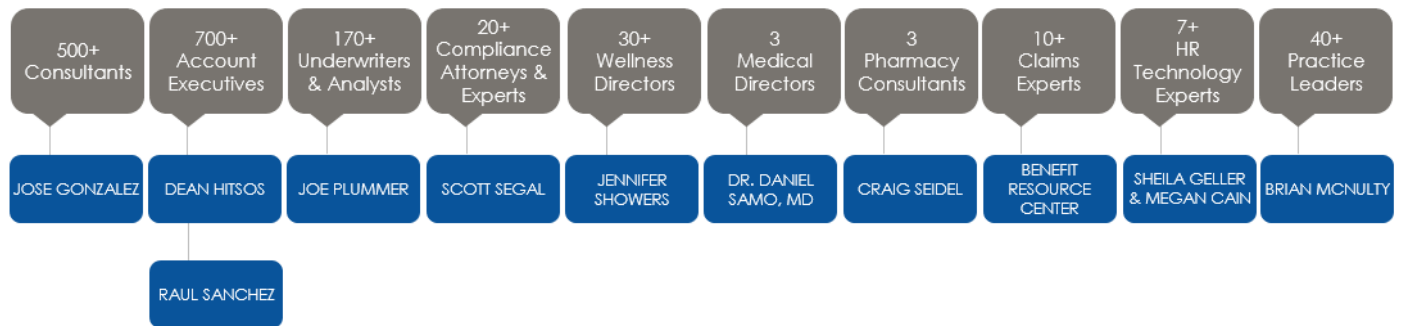 500+
Consultants
700+
Account
Executives
170+
Underwriters
& Analysts
20+
Compliance
Attorneys &
Experts
30+
Wellness
Directors
3
Medical
Directors
3
Pharmacy
Consultants
10+
Claims
Experts
7+
HR
Technology
Experts
40+
Practice
Leaders
JOSE GONZALEZ
DEAN HITSOS
JOE PLUMMER
SCOTT SEGAL
JENNIFER
SHOWERS
DR. DANIEL
SAMO, MD
CRAIG SEIDEL
BENEFIT
RESOURCE
CENTER
SHEILA GELLER
& MEGAN CAIN
BRIAN MCNULTY
RAUL SANCHEZ